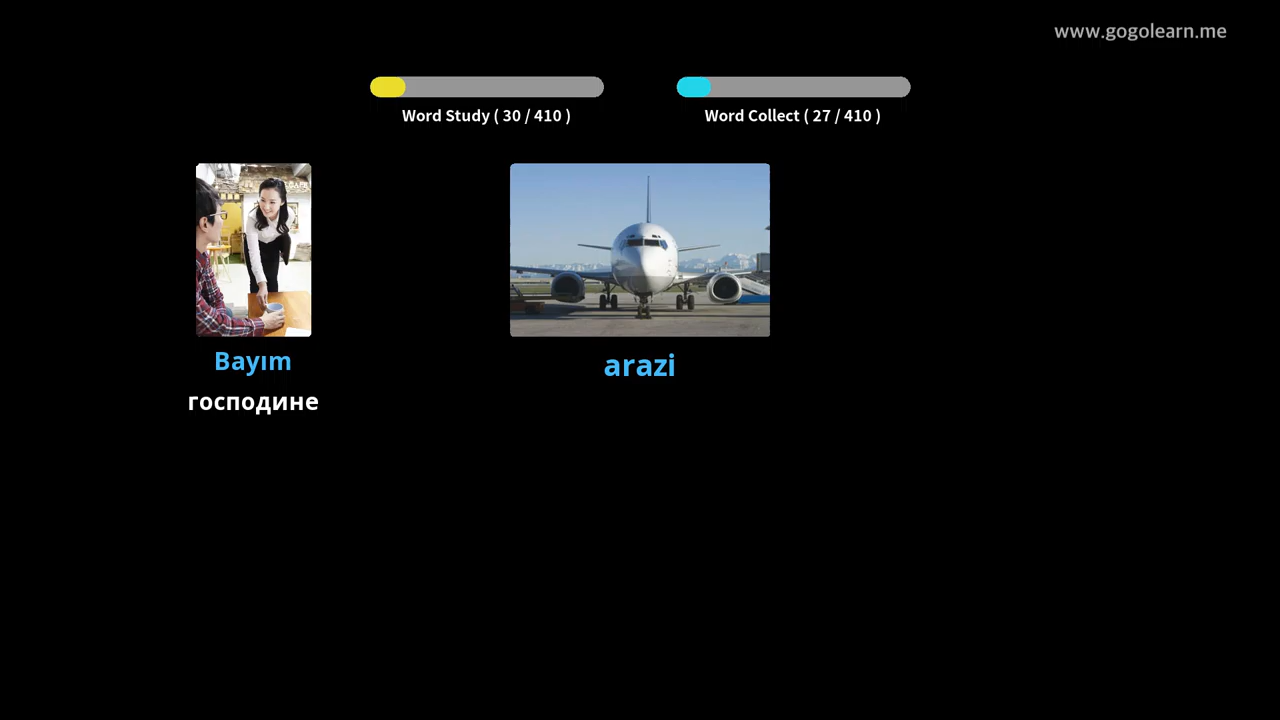 www.gogolearn.me
Word Study ( 30 / 410 )
Word Collect ( 27 / 410 )
Bayım
господине
arazi